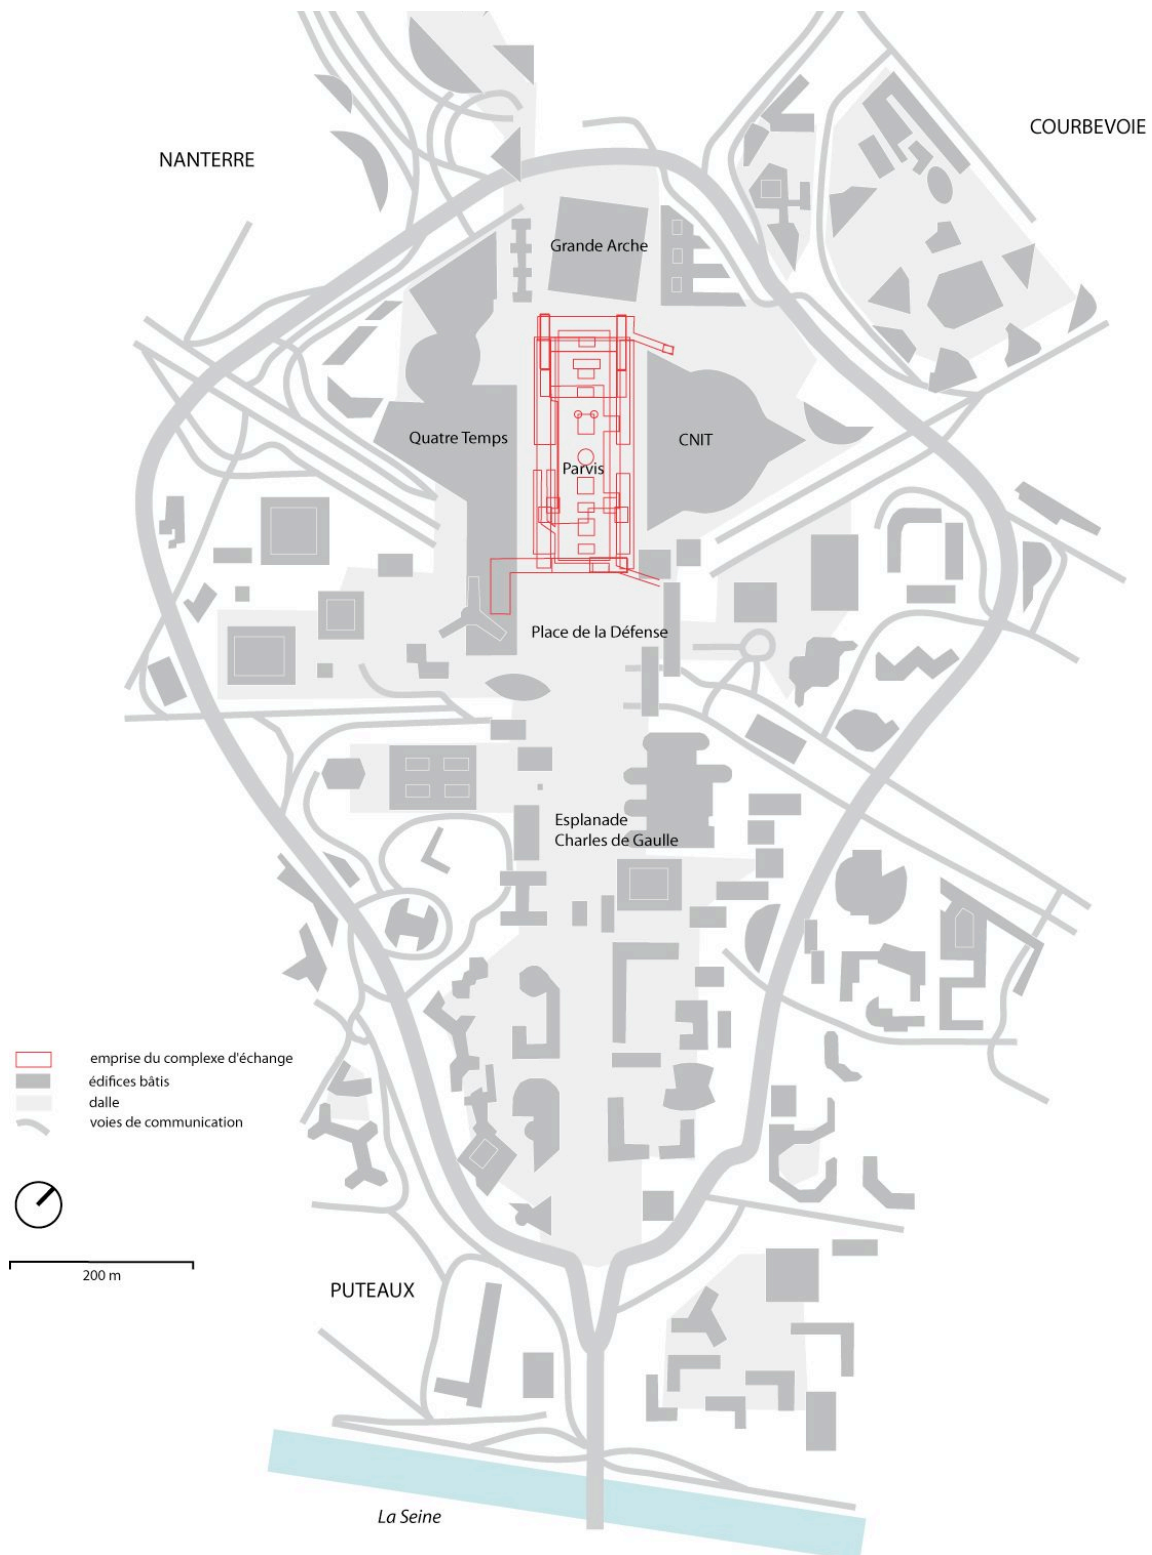 COURBEVOIE
NANTERRE
Grande Arche
Quatre Temps
CNIT
Parvis
Place de la Défense
Esplanade
Charles de Gaulle
emprise du complexe d'échange
édifices bâtis
dalle
voies de communication
200 m
PUTEAUX
La Seine